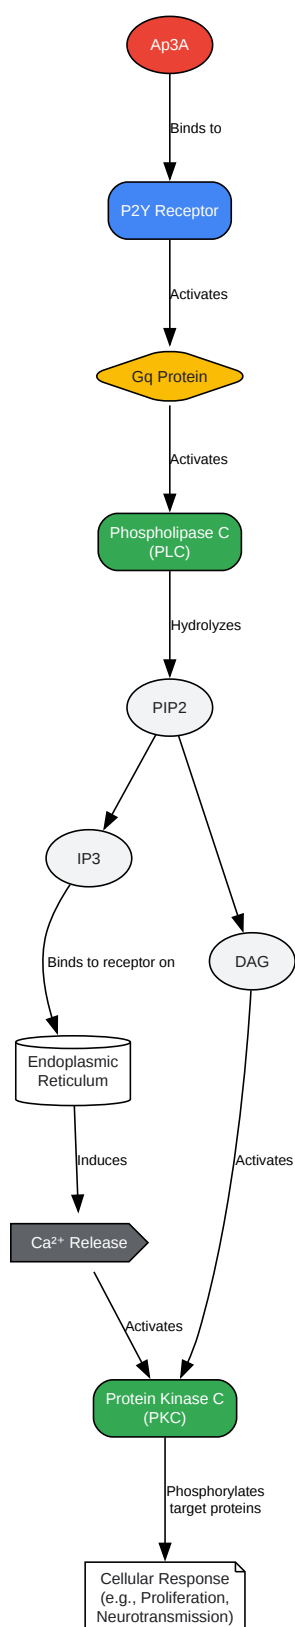 Ap3A
Binds to
P2Y Receptor
Activates
Gq Protein
Activates
Phospholipase C
(PLC)
Hydrolyzes
PIP2
IP3
Binds to receptor on
DAG
Endoplasmic
Reticulum
Induces
Activates
Ca²⁺ Release
Activates
Protein Kinase C
(PKC)
Phosphorylates
target proteins
Cellular Response
(e.g., Proliferation,
Neurotransmission)